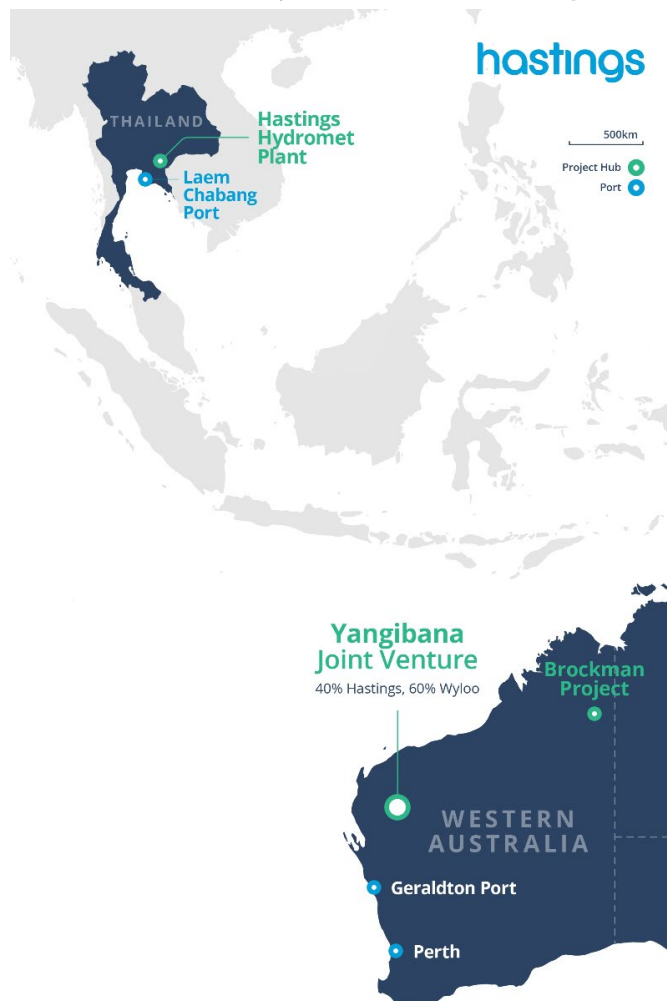 hastings
500km
Project Hub
Port
THAILAND
Hastings
Hydromet
Plant
Laem
Chabang
Port
Yangibana
Joint Venture
40% Hastings, 60% Wyloo
Brockman
Project
WESTERN
AUSTRALIA
Geraldton Port
Perth